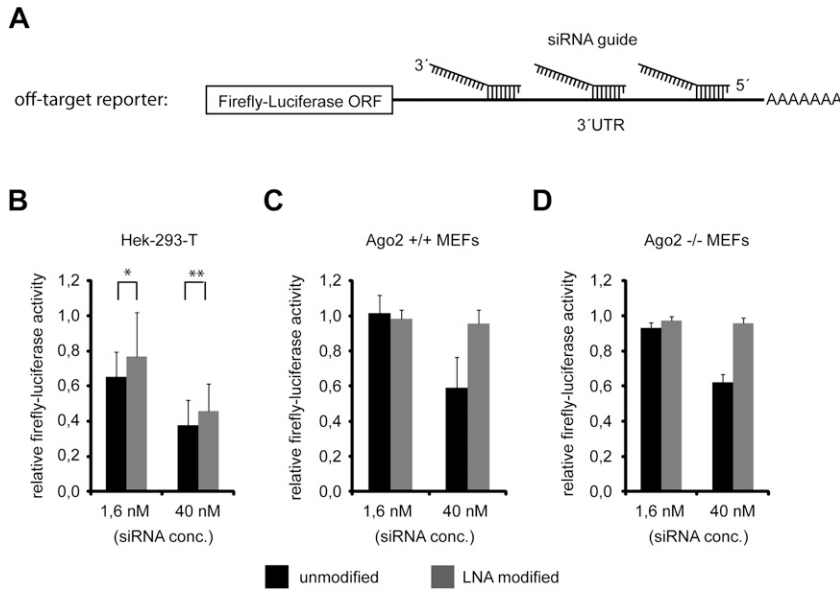 A
siRNA guide
3´
5´
off-target reporter:
Firefly-Luciferase ORF
AAAAAAA
3´UTR
B
Hek-293-T
relative firefly-luciferase activity
1,2
1,0
0,8
0,6
0,4
0,2
0,0
*
**
1,6 nM
40 nM
(siRNA conc.)
C
Ago2 +/+ MEFs
relative firefly-luciferase activity
1,2
1,0
0,8
0,6
0,4
0,2
0,0
1,6 nM
40 nM
(siRNA conc.)
D
Ago2 -/- MEFs
relative firefly-luciferase activity
1,2
1,0
0,8
0,6
0,4
0,2
0,0
1,6 nM
40 nM
(siRNA conc.)
unmodified
LNA modified